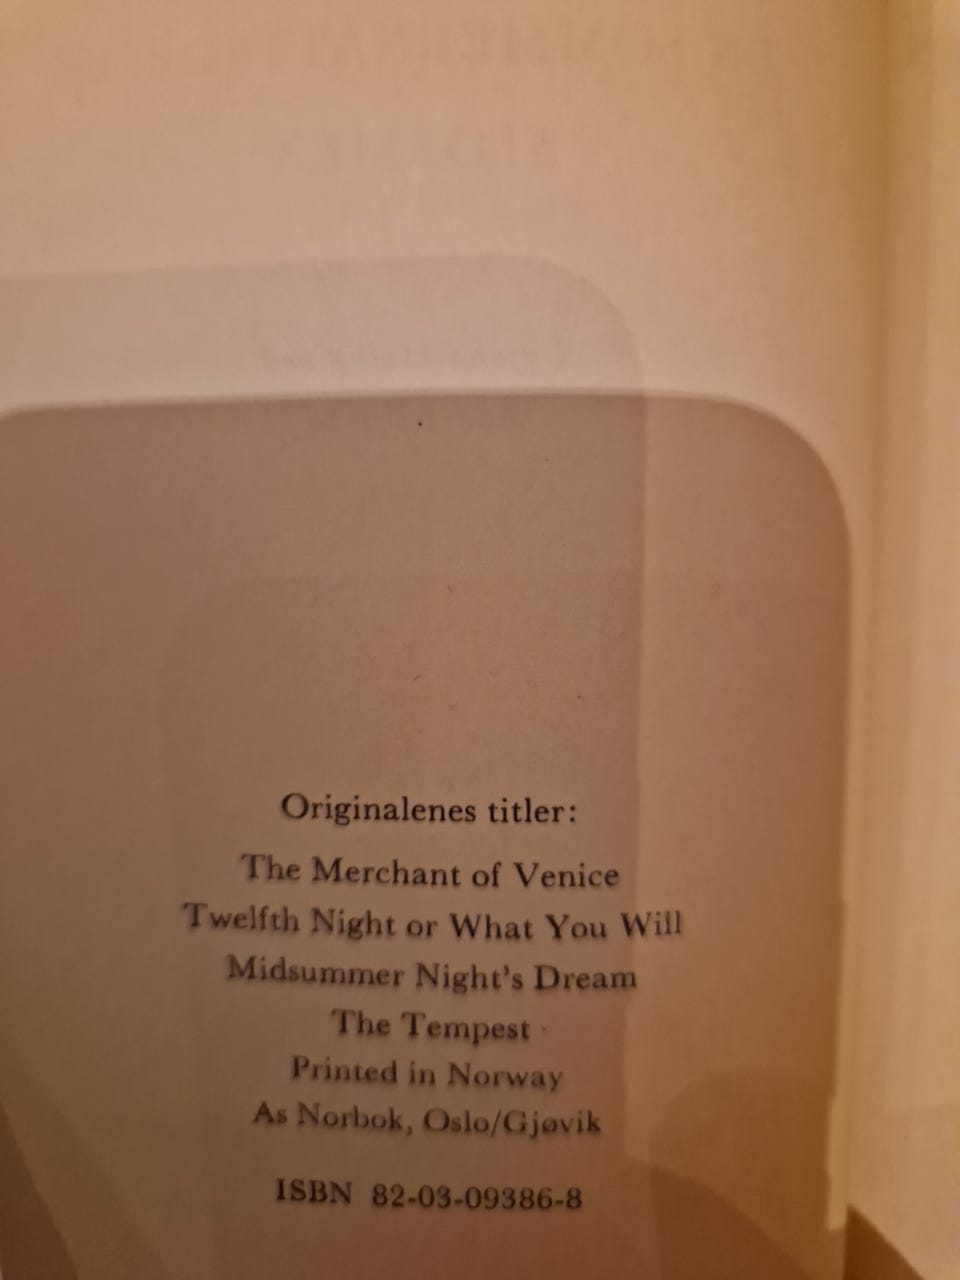 Originalenes titler:
The Merchant of Venice
Twelfth Night or What You Will
Midsummer Night's Dream
The Tempest
Printed in Norway
As Norbok, Oslo/Gjøvik
ISBN 82-03-09386-8